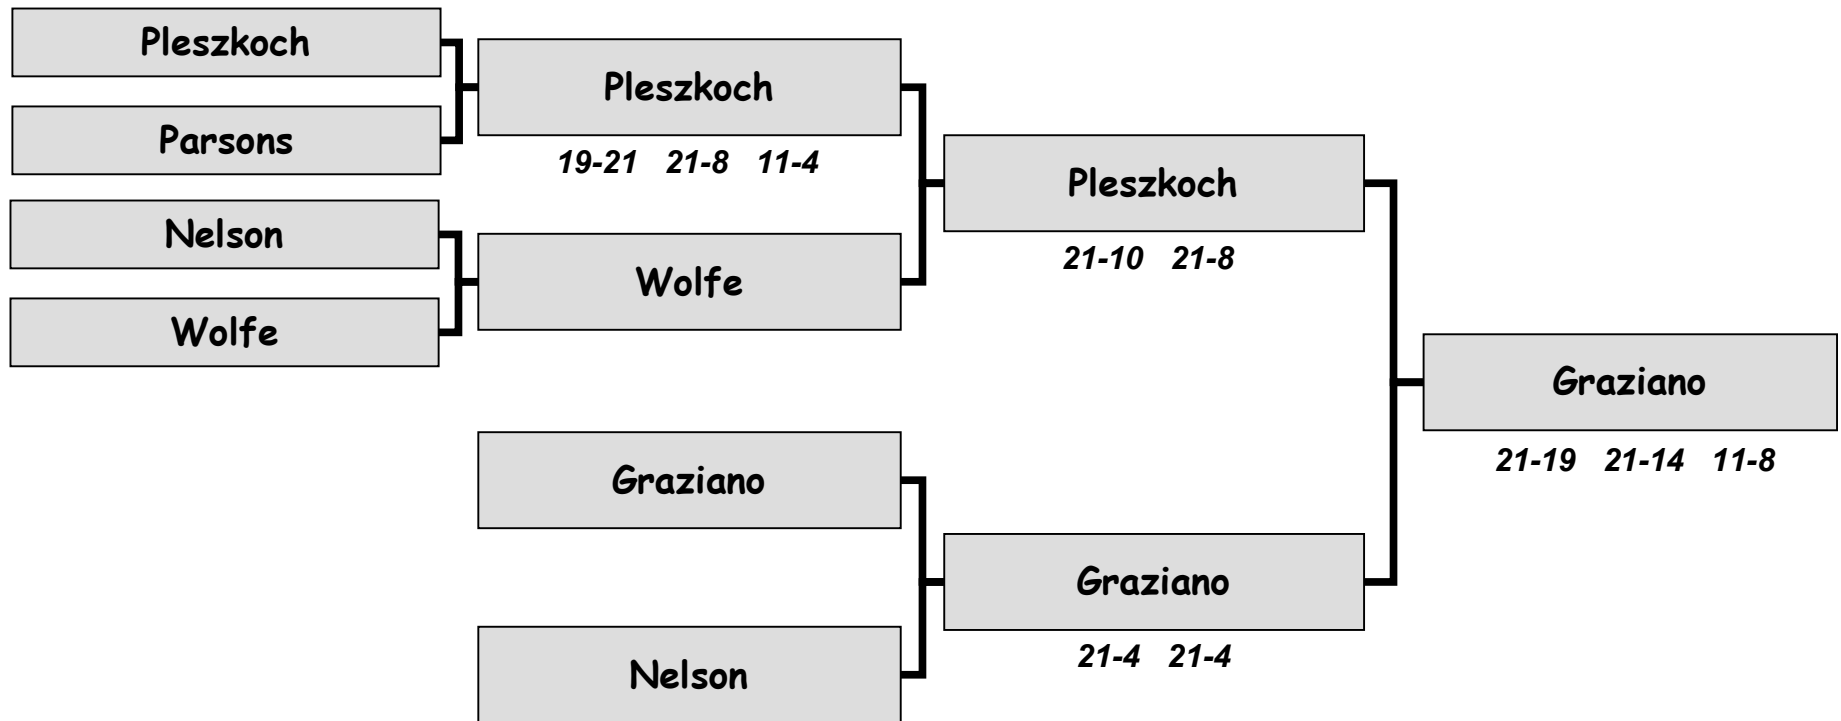 Pleszkoch
Parsons
Nelson
Wolfe
Pleszkoch
19-21 21-8 11-4
Wolfe
Graziano
Nelson
Pleszkoch
21-10 21-8
Graziano
21-4 21-4
Graziano
21-19 21-14 11-8